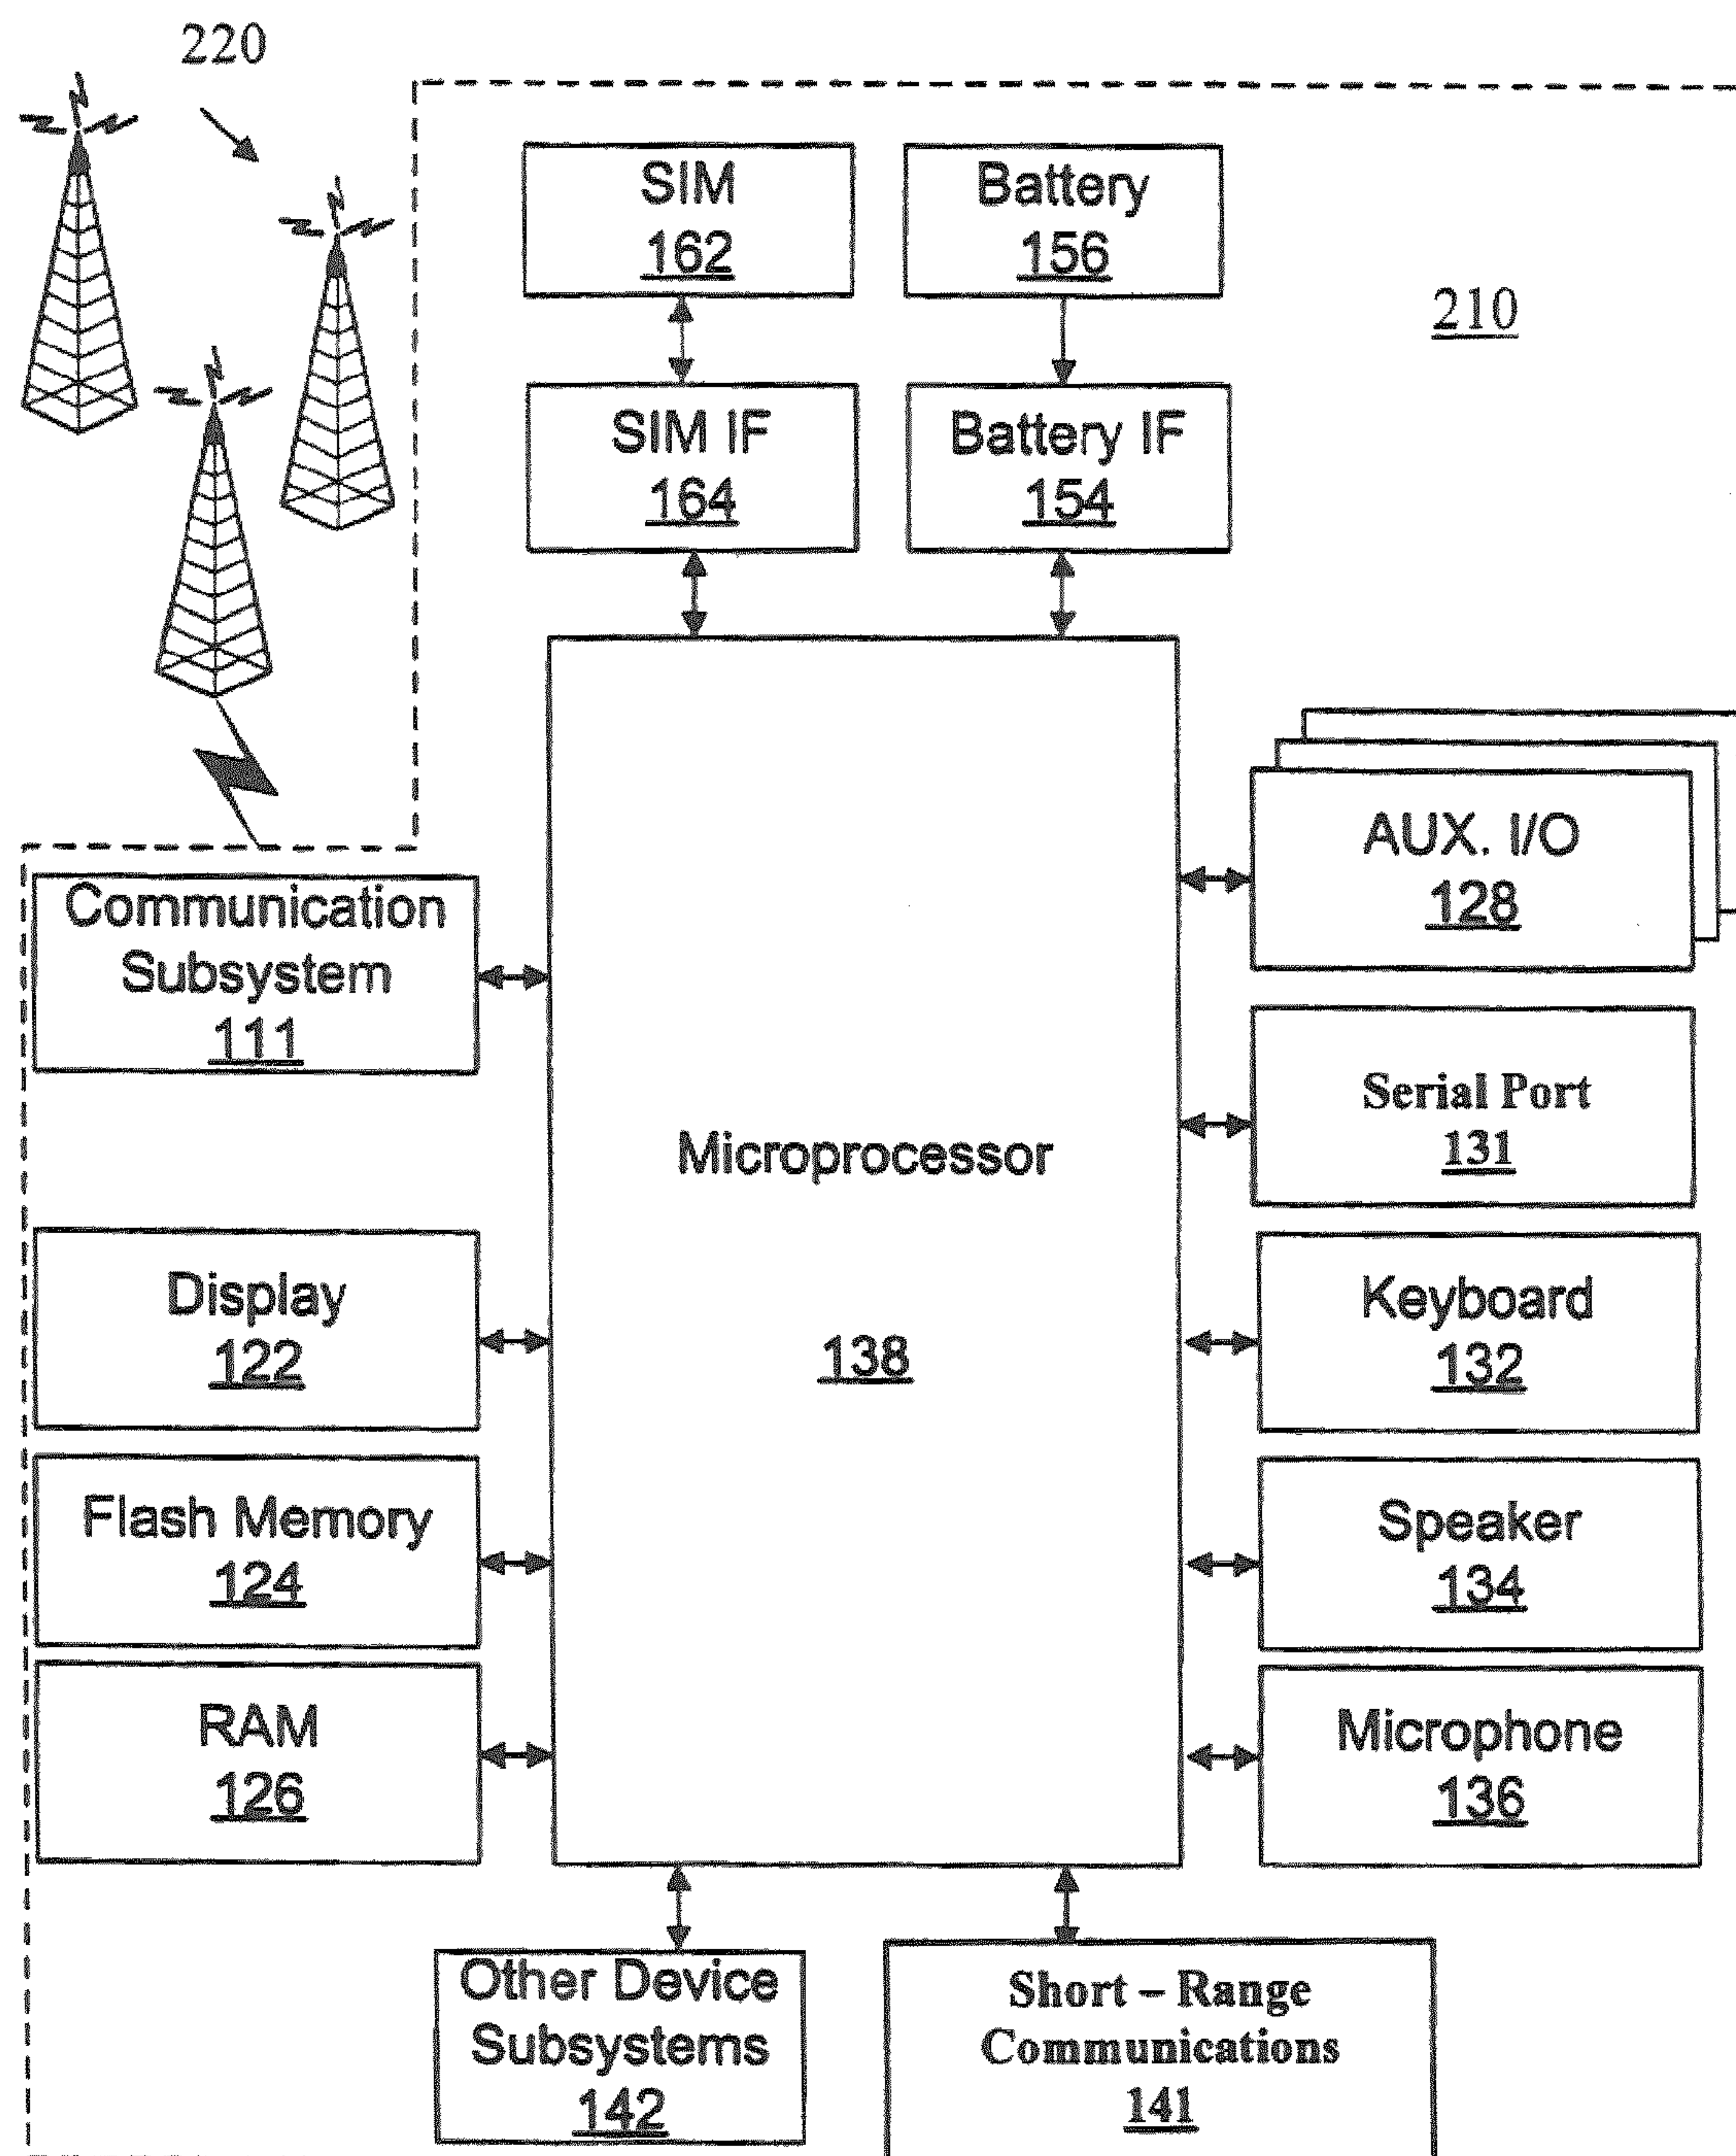 220
SIM
162
Battery
156
210
SIM IF
164
Battery IF
154
Communication
Subsystem
111
Microprocessor
138
AUX. I/O
128
Serial Port
131
Display
122
Keyboard
132
Flash Memory
124
Speaker
134
RAM
126
Microphone
136
Other Device
Subsystems
142
Short – Range
Communications
141